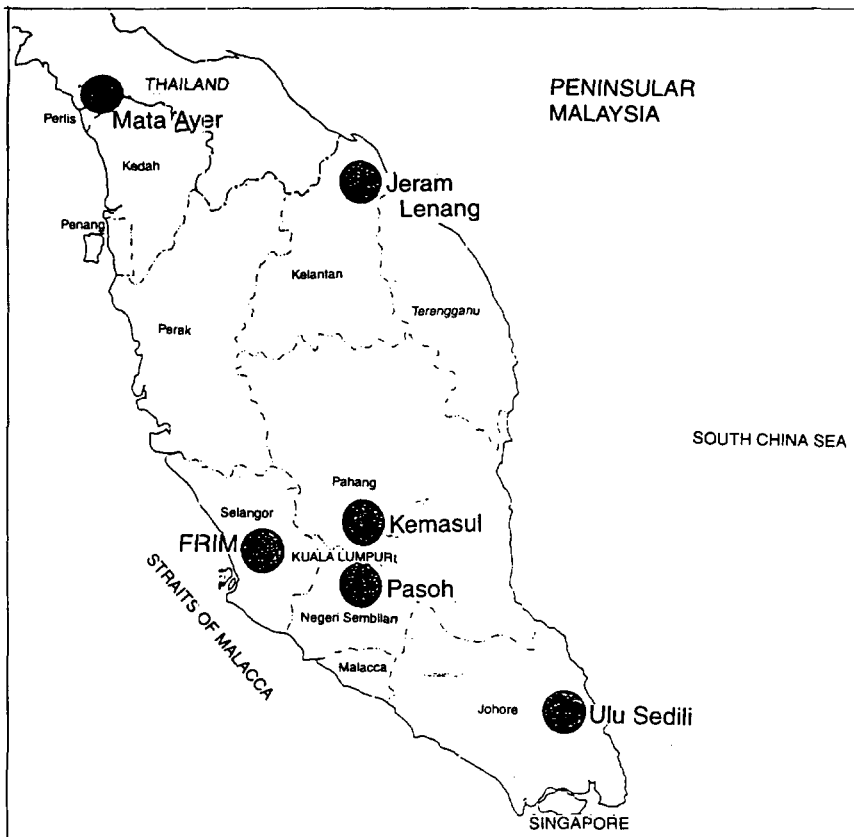 THAILAND
PENINSULAR
MALAYSIA
Perlis
Mata Ayer
Kedah
Jeram
Lenang
Penang
Kelantan
Terengganu
Perak
SOUTH CHINA SEA
Pahang
Selangor
Kemasul
FRIM
KUALA LUMPUR
STRAITS OF MALACCA
Pasoh
Negeri Sembilan
Malacca
Johore
Ulu Sedili
SINGAPORE